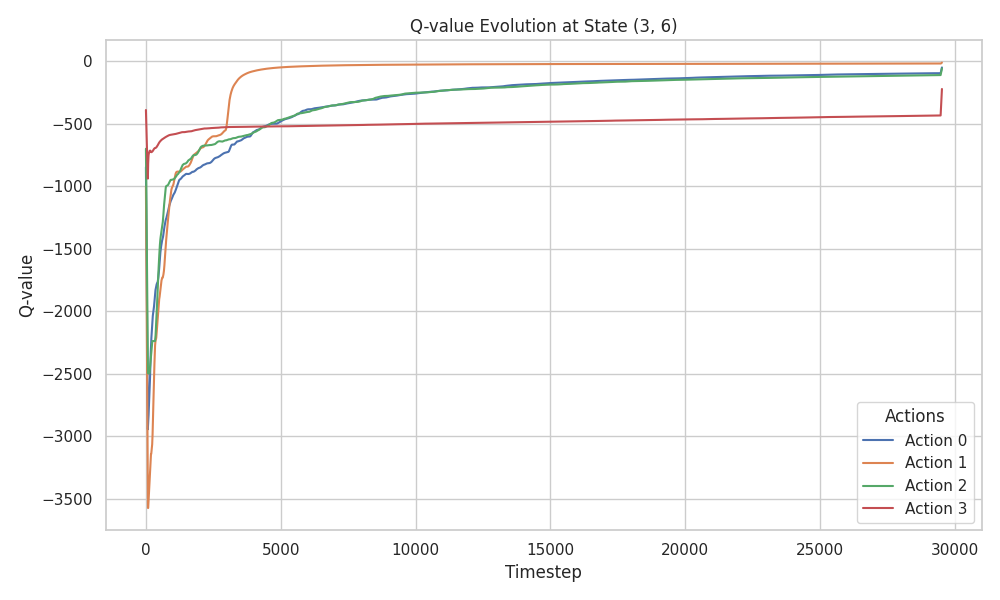 Q-value Evolution at State (3, 6)
0
−500
−1000
−1500
−2000
−2500
−3000
−3500
Q-value
0
5000
10000
15000
20000
25000
30000
Timestep
Actions
Action 0
Action 1
Action 2
Action 3